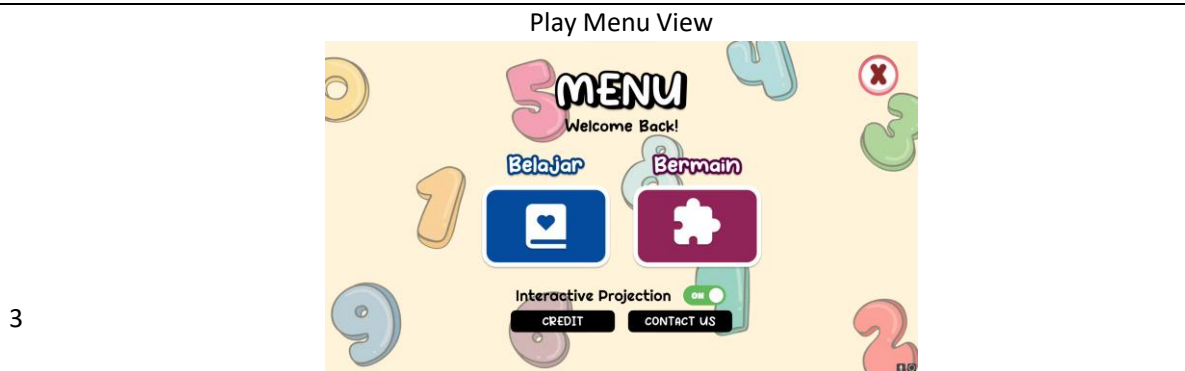 Play Menu View
MENU
Welcome Back!
Belajar Bermain
Interactive Projection ON
3
CREDIT CONTACT US